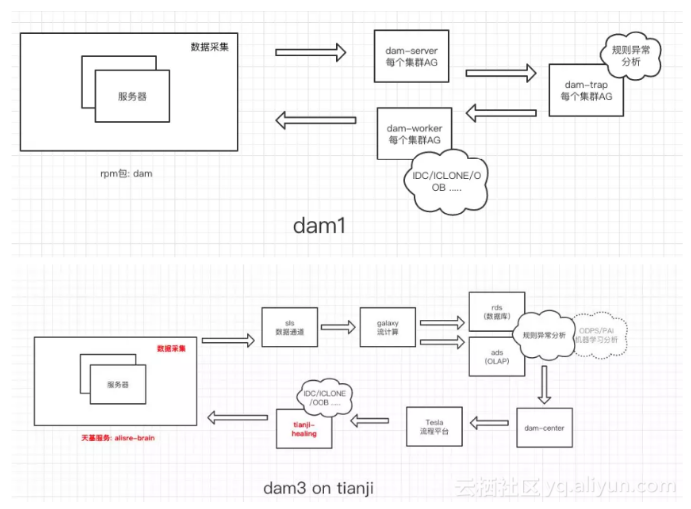 数据采集
服务器
rpm包: dam
dam-server
每个集群AG
dam-trap
每个集群AG
规则异常
分析
dam-worker
每个集群AG
IDC/ICLONE/O
OB .....
dam1
数据采集
服务器
天基服务: alisre-brain
sls
数据通道
galaxy
流计算
rds
(数据库)
ads
(OLAP)
规则异常分析
ODPS/PAI
机器学习分析
dam-center
Tesla
流程平台
IDC/ICLONE
/OOB .....
tianji-
healing
dam3 on tianji
云栖社区 yq.aliyun.com